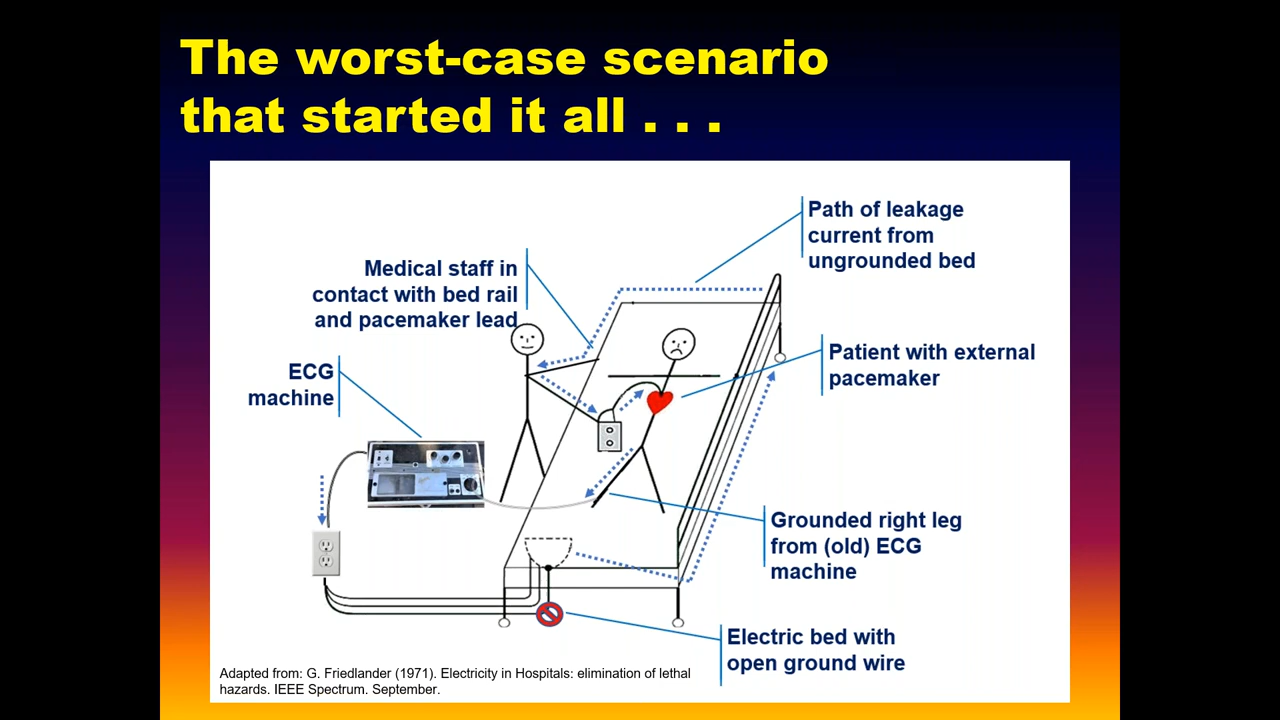 The worst-case scenario
that started it all . . .
Path of leakage
current from
ungrounded bed
Medical staff in
contact with bed rail
and pacemaker lead
ECG
machine
Patient with external
pacemaker
Grounded right leg
from (old) ECG
machine
Electric bed with
open ground wire
Adapted from: G. Friedlander (1971). Electricity in Hospitals: elimination of lethal
hazards. IEEE Spectrum. September.